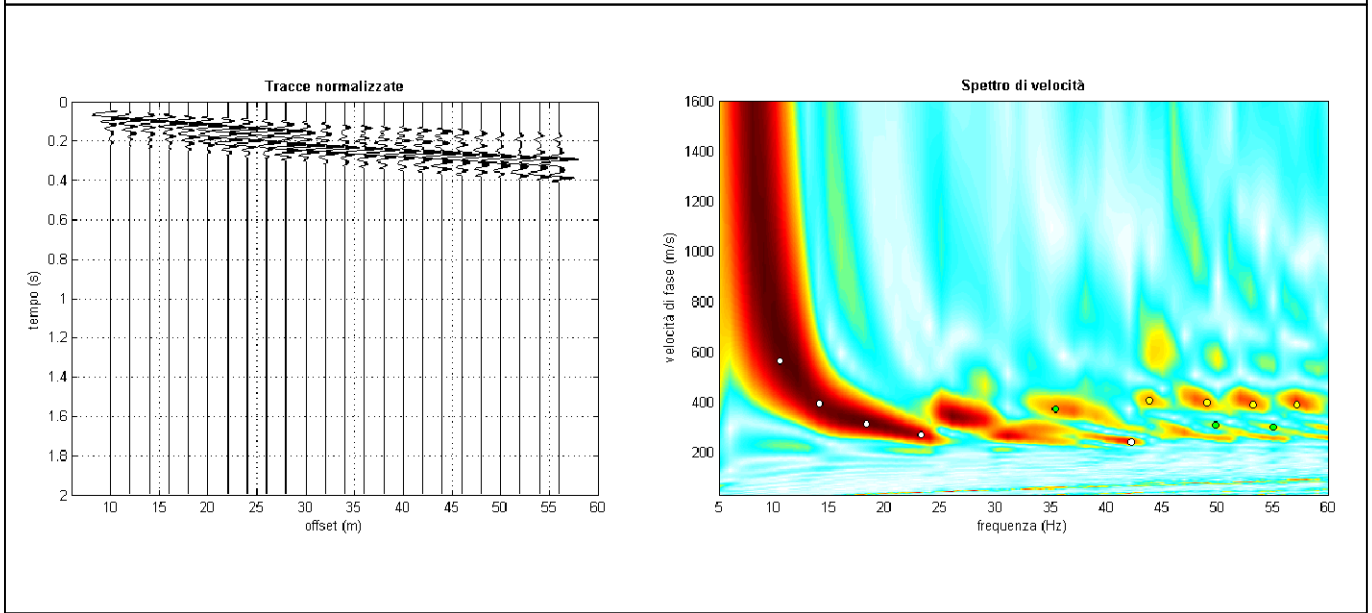 Tracce normalizzate
0
0.2
0.4
0.6
0.8
1
1.2
1.4
1.6
1.8
2
tempo (s)
10 15 20 25 30 35 40 45 50 55 60
offset (m)
Spettro di velocità
1600
1400
1200
1000
800
600
400
200
velocità di fase (m/s)
5 10 15 20 25 30 35 40 45 50 55 60
frequenza (Hz)